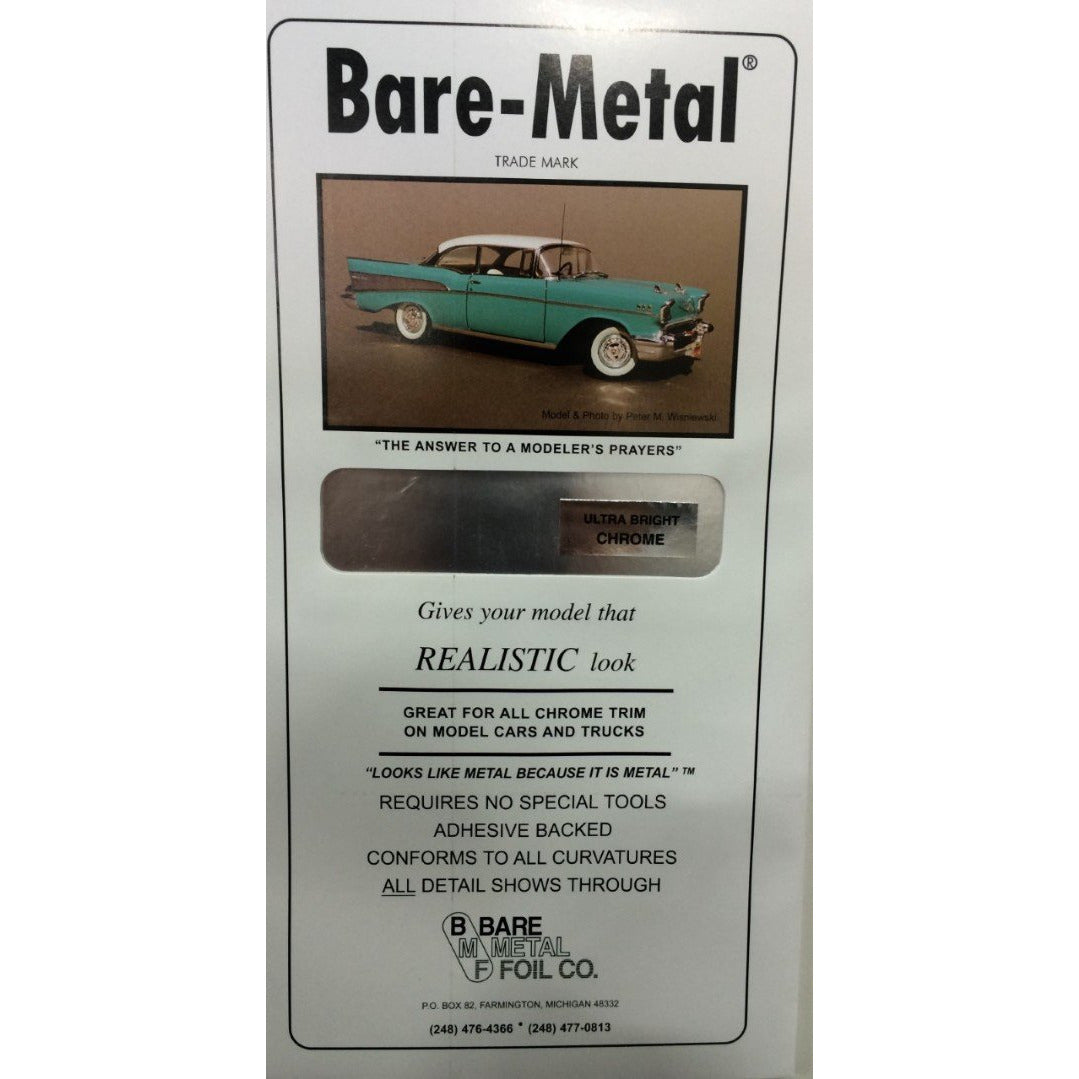 Bare-Metal®
TRADE MARK
Model & Photo by Peter M. Wisniewski
"THE ANSWER TO A MODELER'S PRAYERS"
ULTRA BRIGHT
CHROME
Gives your model that
REALISTIC look
GREAT FOR ALL CHROME TRIM
ON MODEL CARS AND TRUCKS
"LOOKS LIKE METAL BECAUSE IT IS METAL" ™
REQUIRES NO SPECIAL TOOLS
ADHESIVE BACKED
CONFORMS TO ALL CURVATURES
ALL DETAIL SHOWS THROUGH
B BARE
M METAL
F FOIL CO.
P.O. BOX 82, FARMINGTON, MICHIGAN 48332
(248) 476-4366 * (248) 477-0813